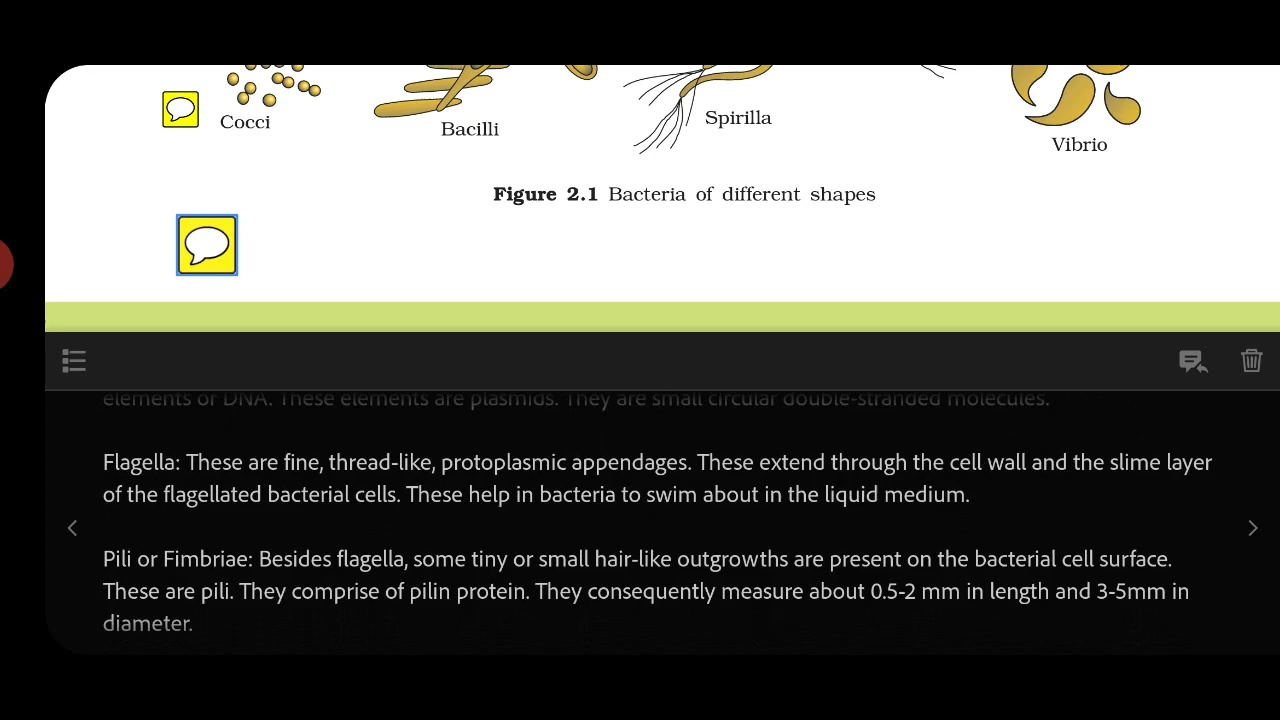 Cocci
Bacilli
Spirilla
Vibrio
Figure 2.1 Bacteria of different shapes
elements or DNA. These elements are plasmids. They are small circular double-stranded molecules.
Flagella: These are fine, thread-like, protoplasmic appendages. These extend through the cell wall and the slime layer
of the flagellated bacterial cells. These help in bacteria to swim about in the liquid medium.
Pili or Fimbriae: Besides flagella, some tiny or small hair-like outgrowths are present on the bacterial cell surface.
These are pili. They comprise of pilin protein. They consequently measure about 0.5-2 mm in length and 3-5mm in
diameter.